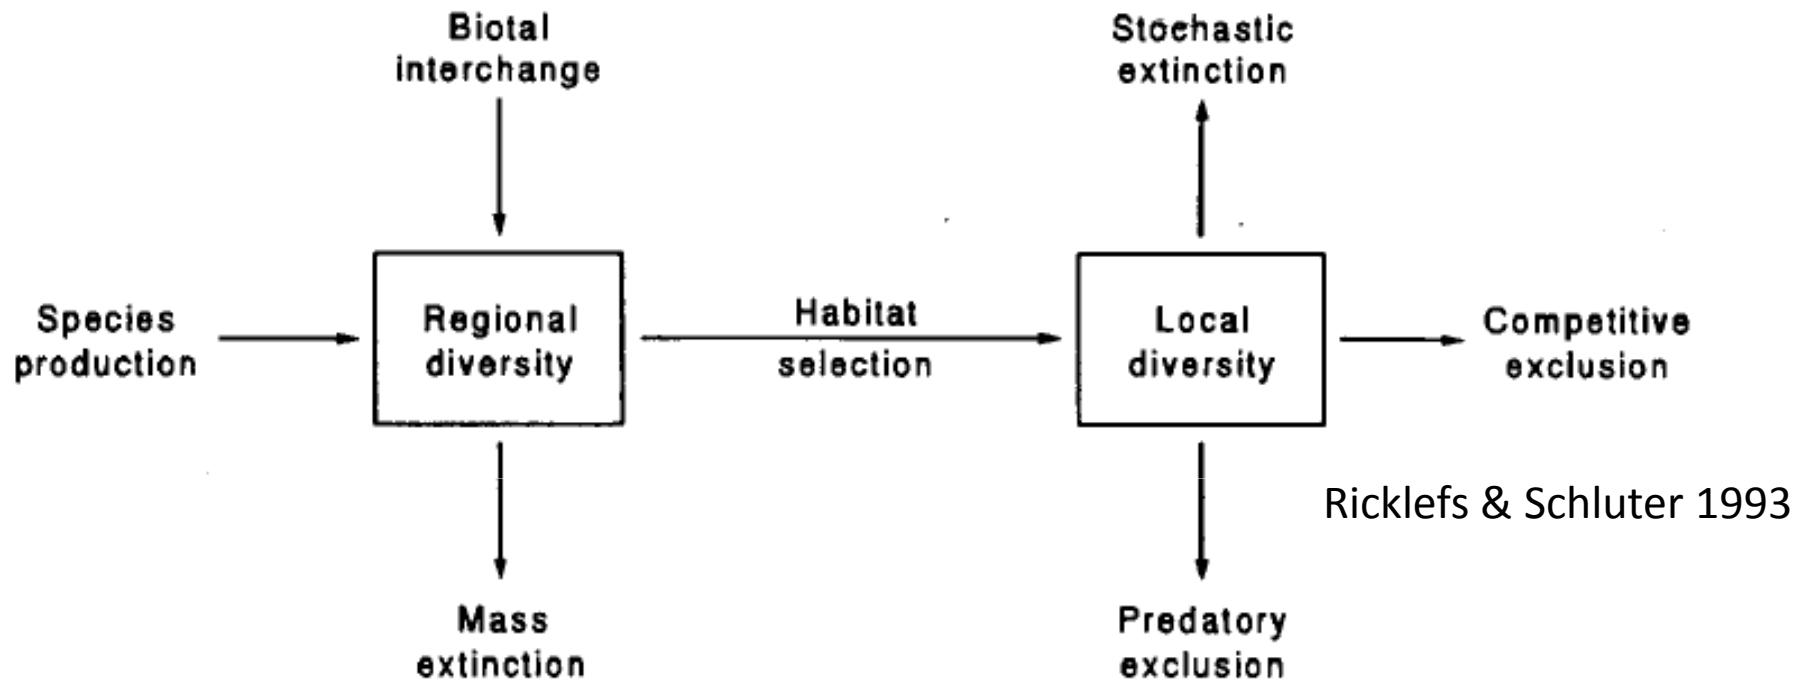 Biotal
interchange
Stochastic
extinction
Species
production
Regional
diversity
Habitat
selection
Local
diversity
Competitive
exclusion
Ricklefs & Schluter 1993
Mass
extinction
Predatory
exclusion